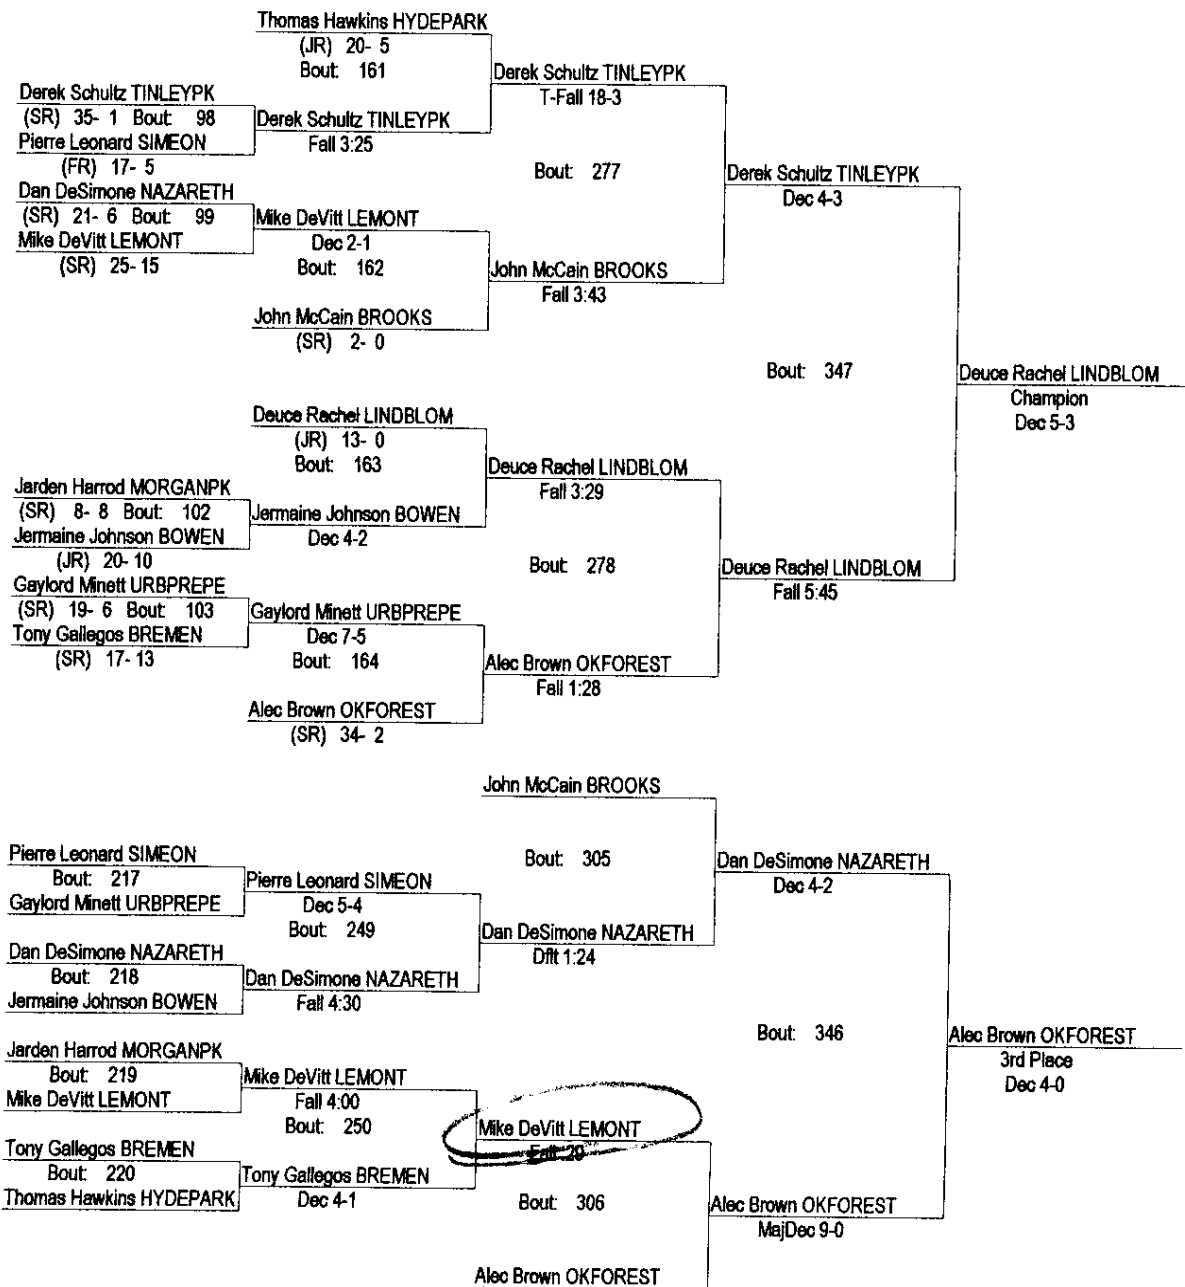 Thomas Hawkins HYDEPARK
(JR) 20- 5
Bout: 161
Derek Schultz TINLEYPK
T-Fall 18-3
Derek Schultz TINLEYPK
(SR) 35- 1 Bout: 98
Pierre Leonard SIMEON
(FR) 17- 5
Derek Schultz TINLEYPK
Fall 3:25
Bout: 277
Derek Schultz TINLEYPK
Dec 4-3
Dan DeSimone NAZARETH
(SR) 21- 6 Bout: 99
Mike DeVitt LEMONT
(SR) 25- 15
Mike DeVitt LEMONT
Dec 2-1
Bout: 162
John McCain BROOKS
Fall 3:43
John McCain BROOKS
(SR) 2- 0
Bout: 347
Deuce Rachel LINDBLOM
Champion
Dec 5-3
Deuce Rachel LINDBLOM
(JR) 13- 0
Bout: 163
Deuce Rachel LINDBLOM
Fall 3:29
Jarden Harrod MORGANPK
(SR) 8- 8 Bout: 102
Jermaine Johnson BOWEN
(JR) 20- 10
Jermaine Johnson BOWEN
Dec 4-2
Bout: 278
Deuce Rachel LINDBLOM
Fall 5:45
Gaylord Minett URBPREPE
(SR) 19- 6 Bout: 103
Tony Gallegos BREMEN
(SR) 17- 13
Gaylord Minett URBPREPE
Dec 7-5
Bout: 164
Alec Brown OKFOREST
Fall 1:28
Alec Brown OKFOREST
(SR) 34- 2
John McCain BROOKS
Bout: 305
Dan DeSimone NAZARETH
Dec 4-2
Pierre Leonard SIMEON
Bout: 217
Gaylord Minett URBPREPE
Pierre Leonard SIMEON
Dec 5-4
Bout: 249
Dan DeSimone NAZARETH
Dflt 1:24
Dan DeSimone NAZARETH
Bout: 218
Jermaine Johnson BOWEN
Dan DeSimone NAZARETH
Fall 4:30
Bout: 346
Alec Brown OKFOREST
3rd Place
Dec 4-0
Jarden Harrod MORGANPK
Bout: 219
Mike DeVitt LEMONT
Mike DeVitt LEMONT
Fall 4:00
Bout: 250
Mike DeVitt LEMONT
Fall :29
Tony Gallegos BREMEN
Bout: 220
Thomas Hawkins HYDEPARK
Tony Gallegos BREMEN
Dec 4-1
Bout: 306
Alec Brown OKFOREST
MajDec 9-0
Alec Brown OKFOREST